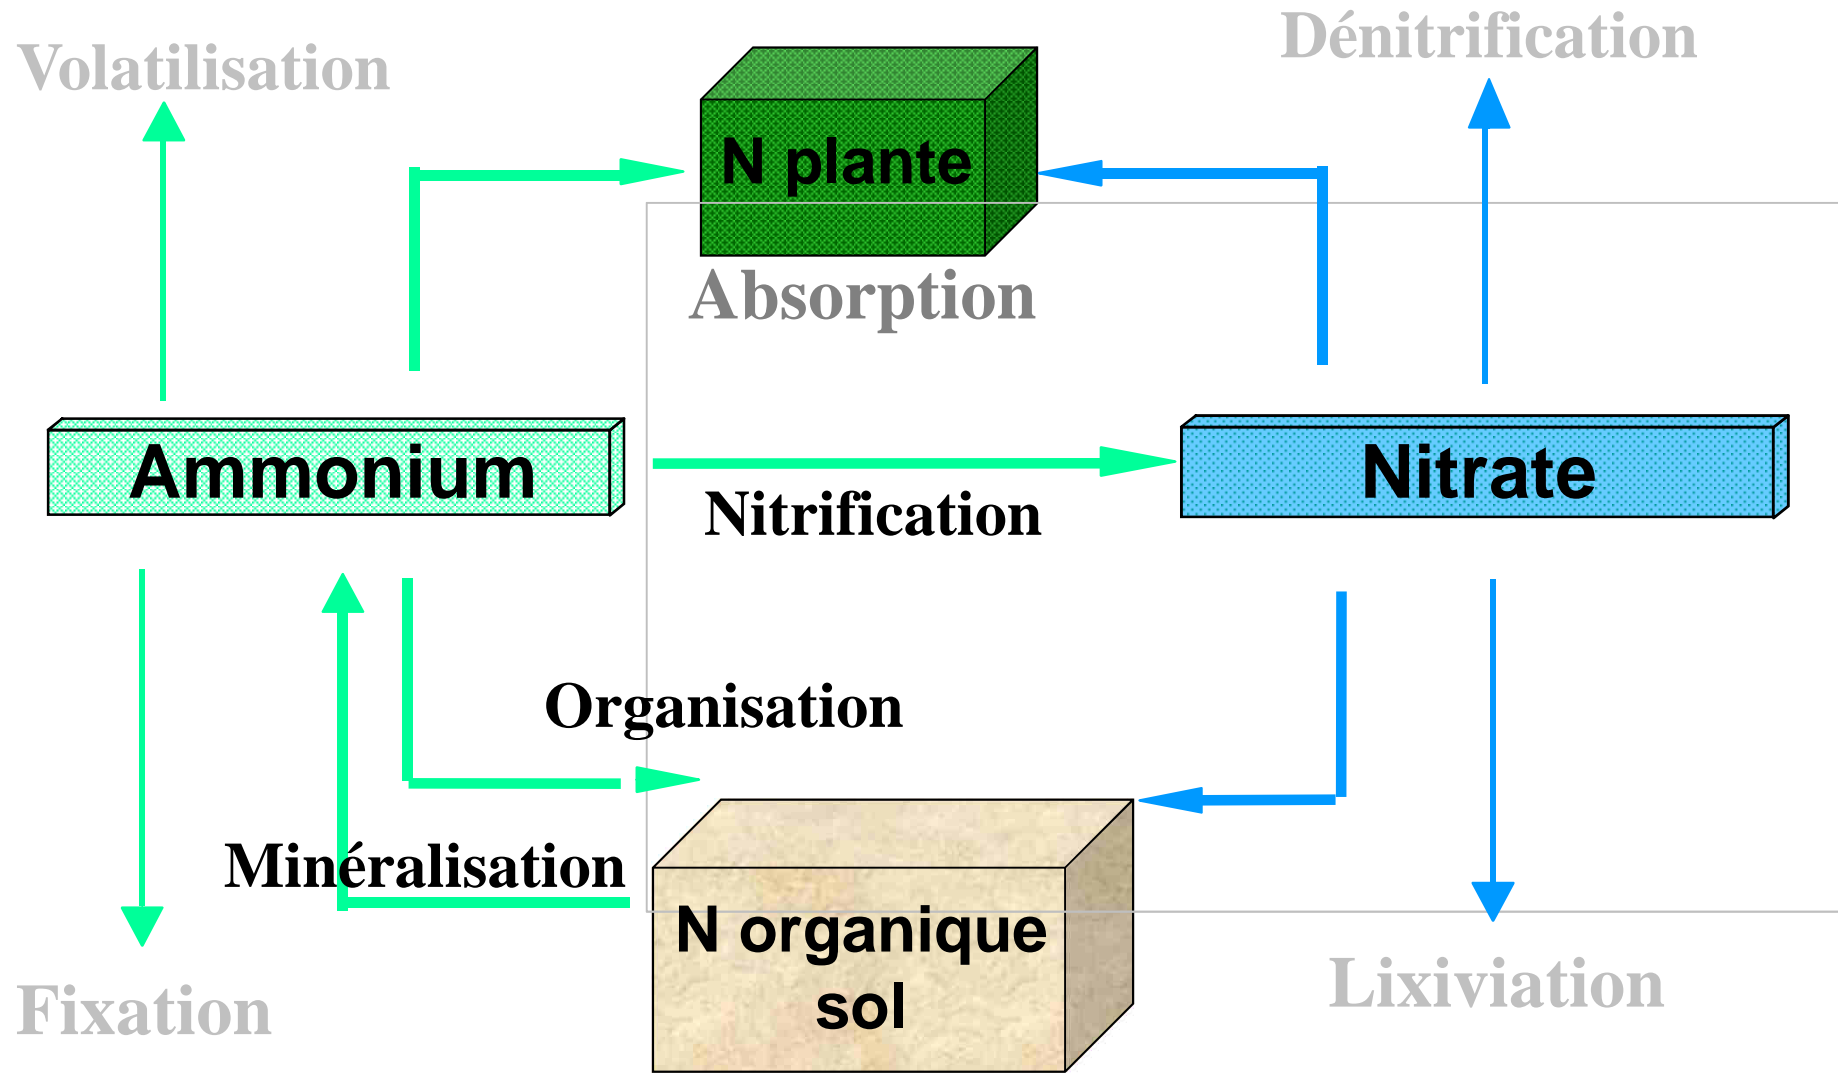 Volatilisation
Dénitrification
N plante
Absorption
Ammonium
Nitrate
Nitrification
Organisation
Minéralisation
N organique
sol
Fixation
Lixiviation